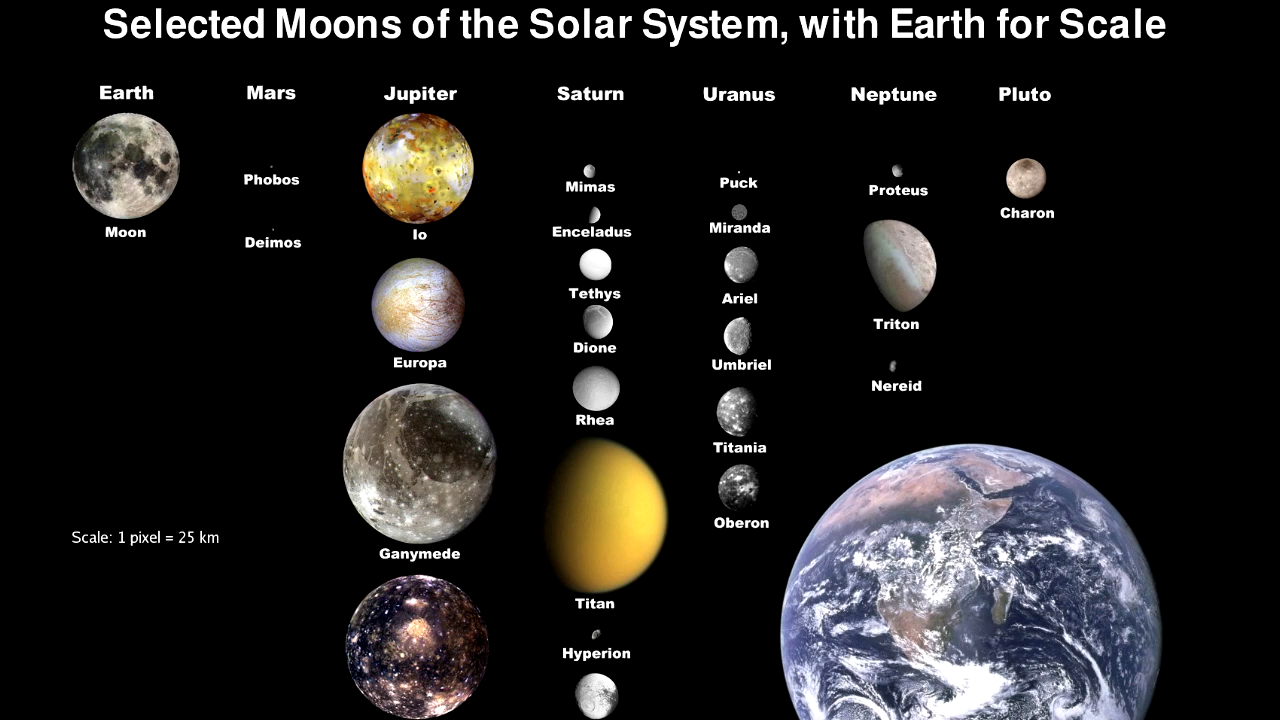 Selected Moons of the Solar System, with Earth for Scale
Earth
Mars
Jupiter
Saturn
Uranus
Neptune
Pluto
Moon
Phobos
Deimos
Io
Europa
Ganymede
Mimas
Enceladus
Tethys
Dione
Rhea
Titan
Hyperion
Puck
Miranda
Ariel
Umbriel
Titania
Oberon
Proteus
Triton
Nereid
Charon
Scale: 1 pixel = 25 km